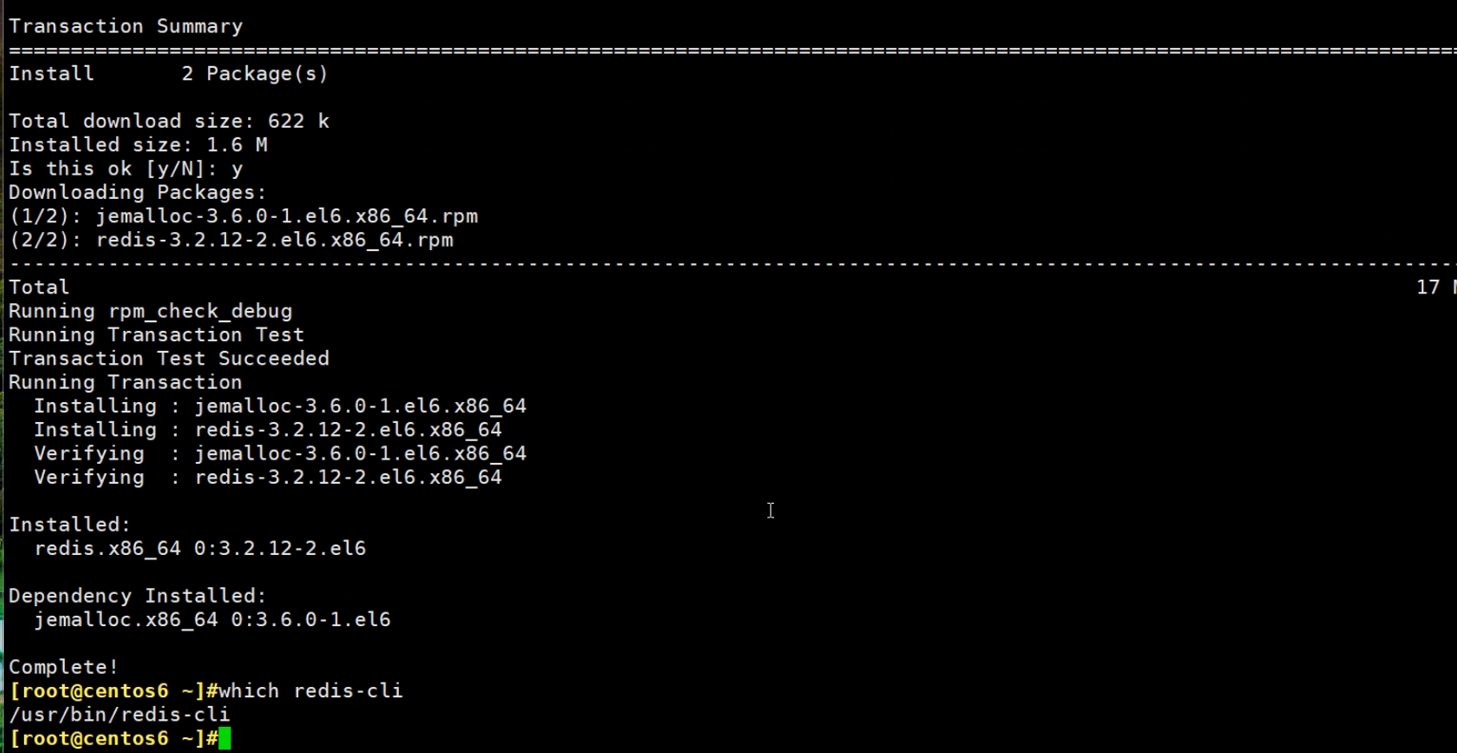 Transaction Summary
================================================================================================================
Install       2 Package(s)
Total download size: 622 k
Installed size: 1.6 M
Is this ok [y/N]: y
Downloading Packages:
(1/2): jemalloc-3.6.0-1.el6.x86_64.rpm
(2/2): redis-3.2.12-2.el6.x86_64.rpm
----------------------------------------------------------------------------------------------------------------
Total 17
Running rpm_check_debug
Running Transaction Test
Transaction Test Succeeded
Running Transaction
  Installing : jemalloc-3.6.0-1.el6.x86_64
  Installing : redis-3.2.12-2.el6.x86_64
  Verifying  : jemalloc-3.6.0-1.el6.x86_64
  Verifying  : redis-3.2.12-2.el6.x86_64
Installed:
  redis.x86_64 0:3.2.12-2.el6
Dependency Installed:
  jemalloc.x86_64 0:3.6.0-1.el6
Complete!
[root@centos6 ~]#which redis-cli
/usr/bin/redis-cli
[root@centos6 ~]#